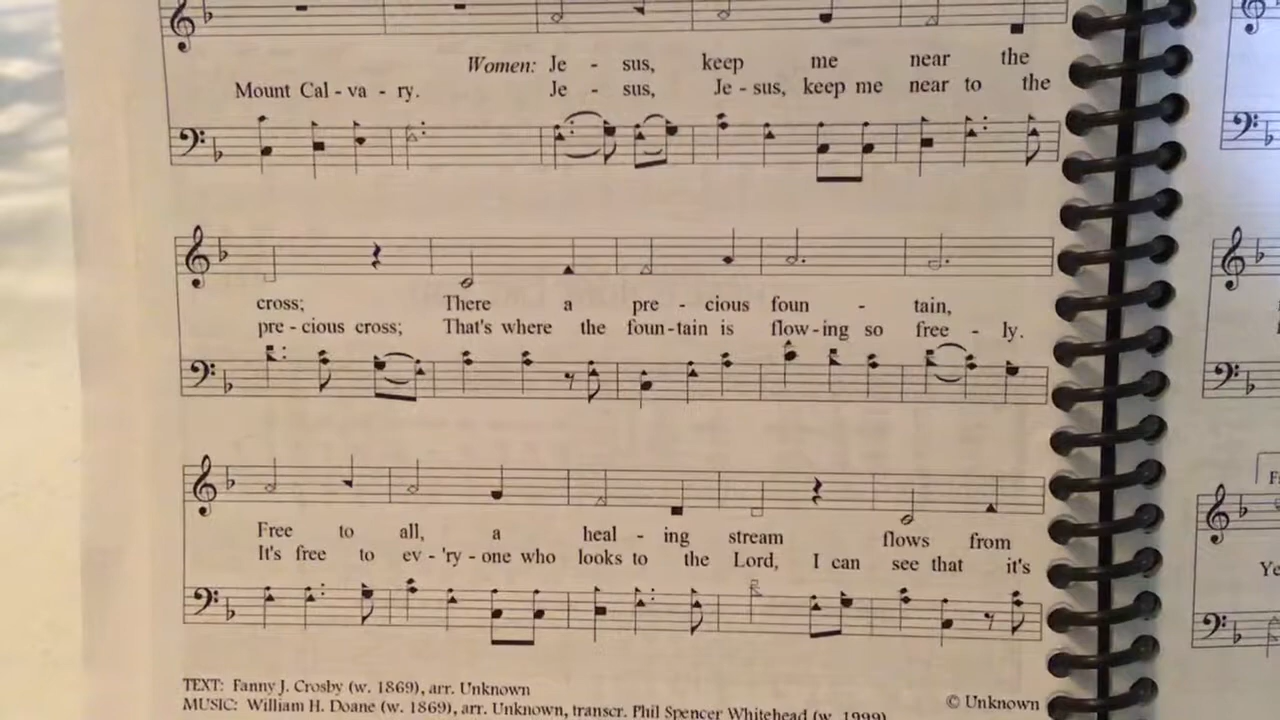 Women: Je - sus, keep me near the
Mount Cal - va - ry. Je - sus, Je - sus, keep me near to the
cross; There a pre - cious foun - tain,
pre - cious cross; That's where the foun - tain is flow - ing so free - ly.
Free to all, a heal - ing stream flows from
It's free to ev - 'ry - one who looks to the Lord, I can see that it's
TEXT: Fanny J. Crosby (w. 1869), arr. Unknown
MUSIC: William H. Doane (w. 1869), arr. Unknown, transcr. Phil Spencer Whitehead (w. 1999)
© Unknown
Ye